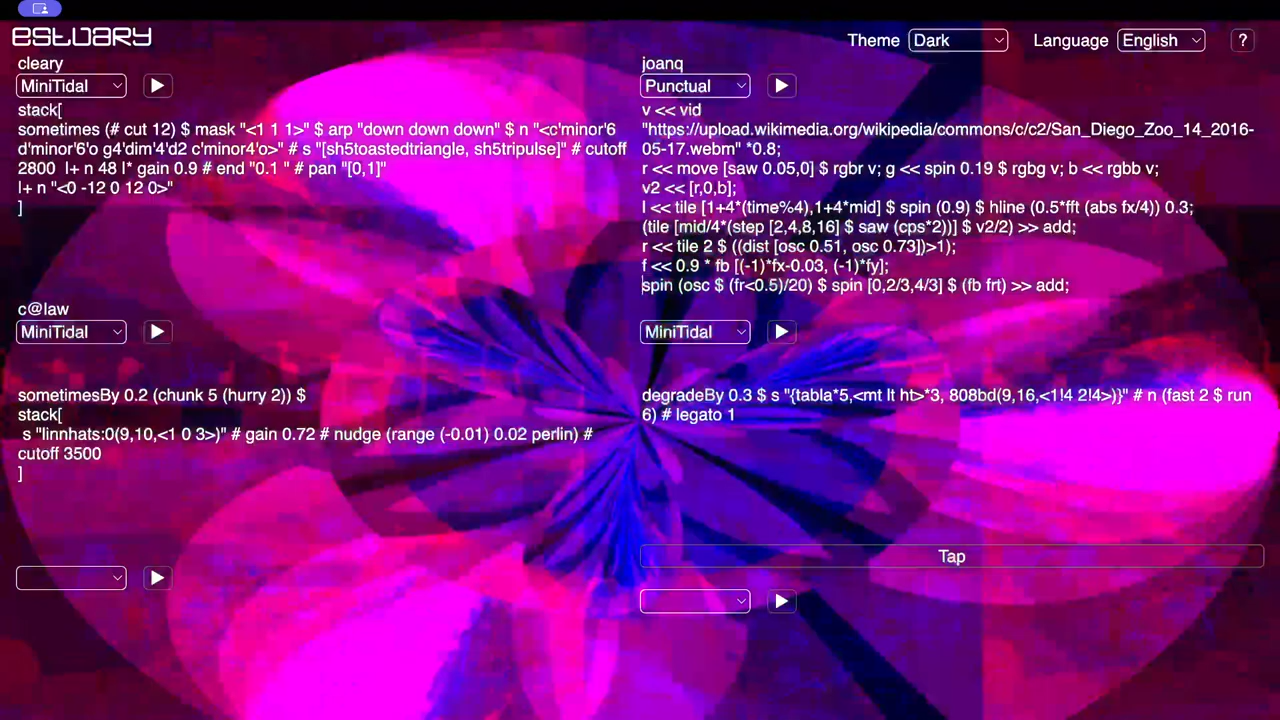 estuary
Theme Dark Language English ?
cleary
MiniTidal
stack[
sometimes (# cut 12) $ mask "<1 1 1>" $ arp "down down down" $ n "<c'minor'6
d'minor'6'o g4'dim'4'd2 c'minor4'o>" # s "[sh5toastedtriangle, sh5tripulse]" # cutoff
2800 |+ n 48 |* gain 0.9 # end "0.1 " # pan "[0,1]"
|+ n "<0 -12 0 12 0>"
]
joanq
Punctual
v << vid
"https://upload.wikimedia.org/wikipedia/commons/c/c2/San_Diego_Zoo_14_2016-
05-17.webm" *0.8;
r << move [saw 0.05,0] $ rgbr v; g << spin 0.19 $ rgbg v; b << rgbb v;
v2 << [r,0,b];
l << tile [1+4*(time%4),1+4*mid] $ spin (0.9) $ hline (0.5*fft (abs fx/4)) 0.3;
(tile [mid/4*(step [2,4,8,16] $ saw (cps*2))] $ v2/2) >> add;
r << tile 2 $ ((dist [osc 0.51, osc 0.73])>1);
f << 0.9 * fb [(-1)*fx-0.03, (-1)*fy];
spin (osc $ (fr<0.5)/20) $ spin [0,2/3,4/3] $ (fb frt) >> add;
c@law
MiniTidal
sometimesBy 0.2 (chunk 5 (hurry 2)) $
stack[
s "linnhats:0(9,10,<1 0 3>)" # gain 0.72 # nudge (range (-0.01) 0.02 perlin) #
cutoff 3500
]
MiniTidal
degradeBy 0.3 $ s "{tabla*5,<mt lt ht>*3, 808bd(9,16,<1!4 2!4>)}" # n (fast 2 $ run
6) # legato 1
Tap